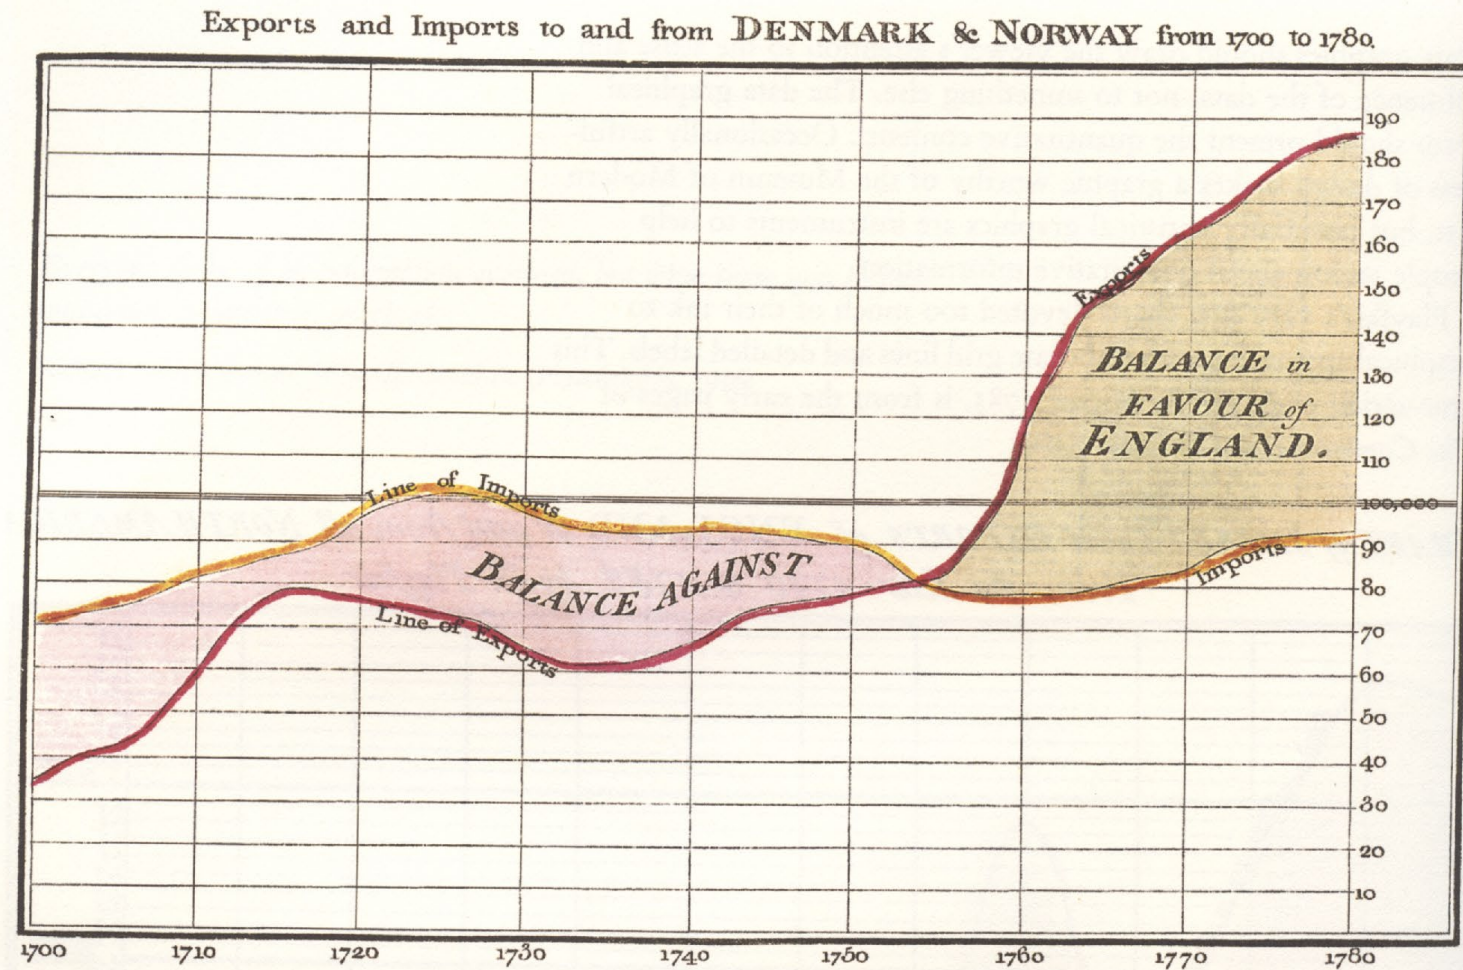 Exports and Imports to and from DENMARK & NORWAY from 1700 to 1780.
190
180
170
160
150
140
130
120
110
100,000
90
80
70
60
50
40
30
20
10
Exports
BALANCE in
FAVOUR of
ENGLAND.
Line of Imports
BALANCE AGAINST
Line of Exports
Imports
1700 1710 1720 1730 1740 1750 1760 1770 1780